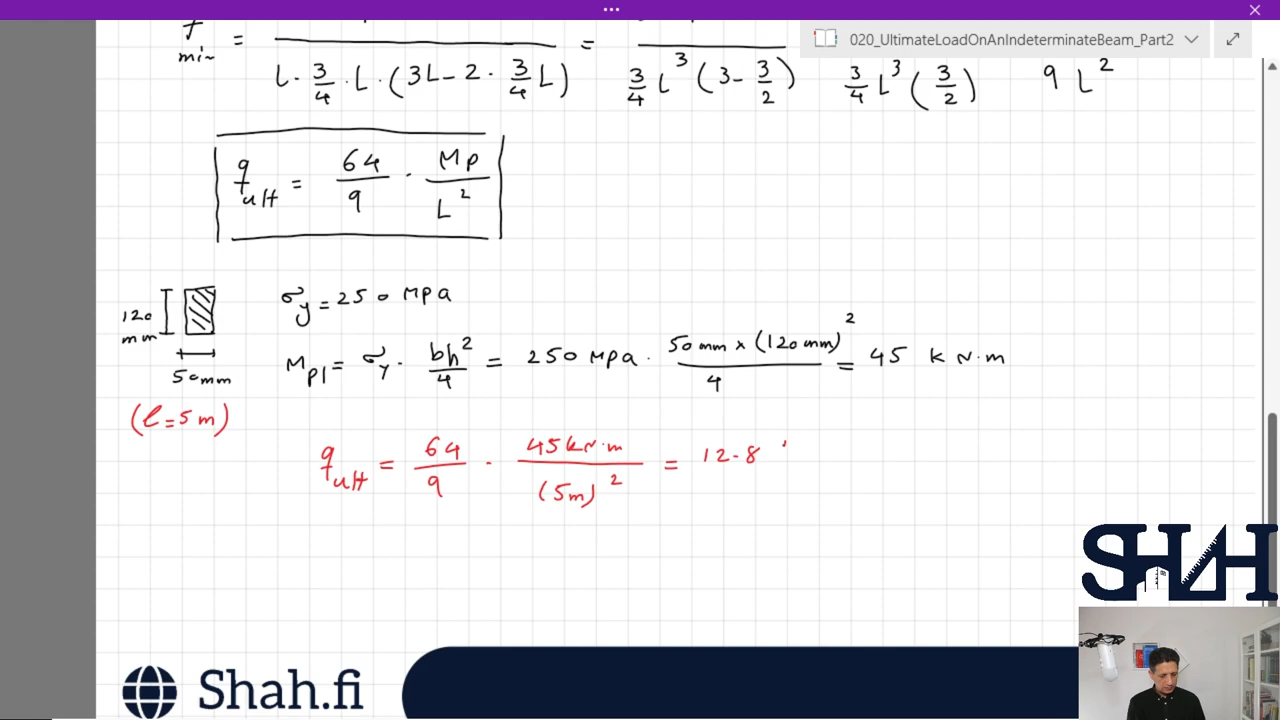 020_UltimateLoadOnAnIndeterminateBeam_Part2
q min = / L · 3/4 · L · (3L - 2 · 3/4 L) = / 3/4 L³ (3 - 3/2) 3/4 L³ (3/2) 9 L²
q ult = 64/9 · Mp/L²
120 mm
50mm
σy = 250 MPa
Mpl = σy · bh²/4 = 250 MPa · 50 mm x (120 mm)²/4 = 45 kN·m
(l = 5 m)
q ult = 64/9 · 45 kN·m/(5m)² = 12.8
SHAH
Shah.fi